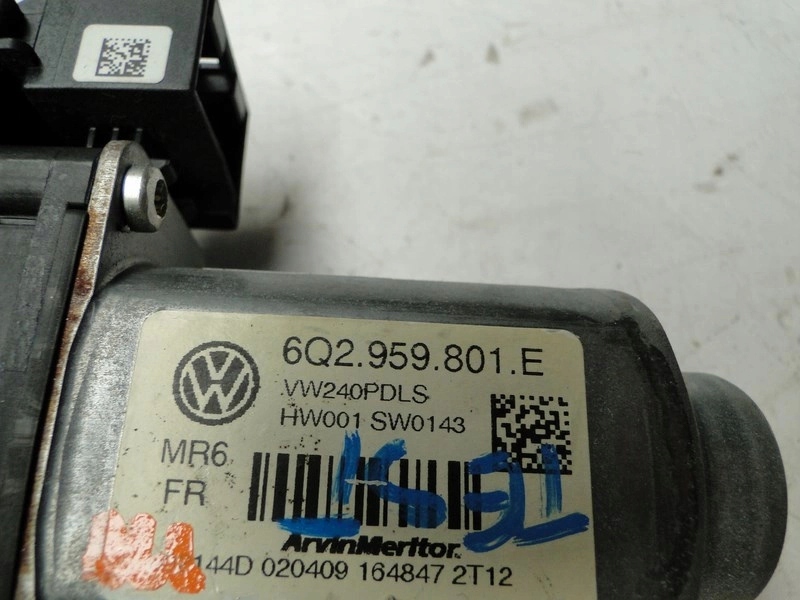 6Q2.959.801.E
VW240PDLS
HW001 SW0143
MR6
FR
ArvinMeritor
144D 020409 164847 2T12